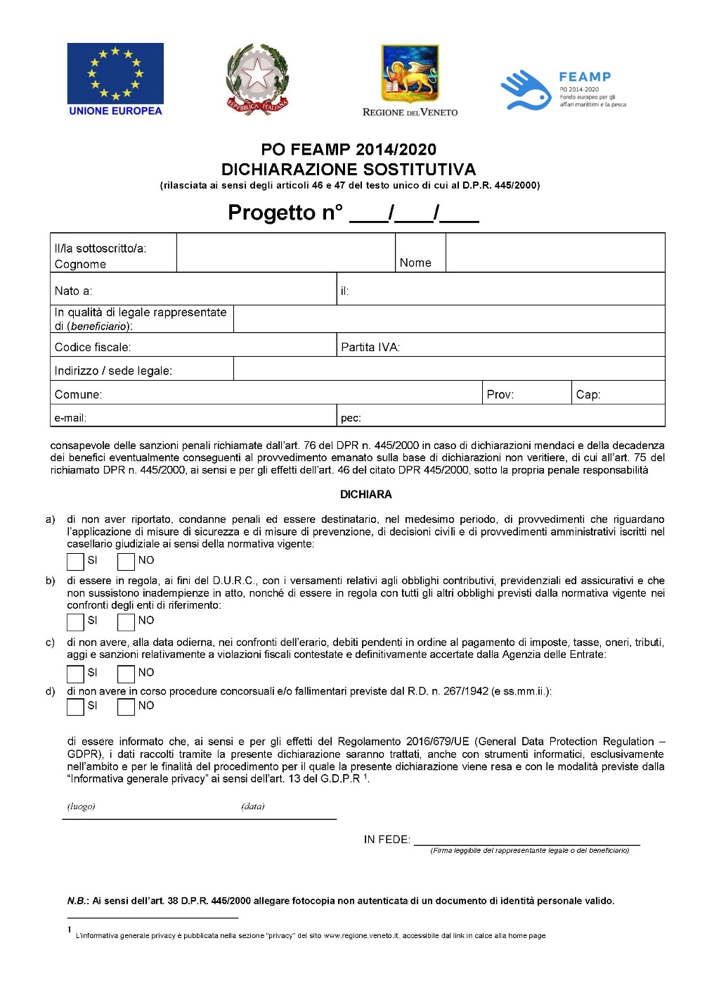 UNIONE EUROPEA
REPVBBLICA ITALIANA
REGIONE DEL VENETO
FEAMP
PO 2014-2020
Fondo europeo per gli
affari marittimi e la pesca
PO FEAMP 2014/2020
DICHIARAZIONE SOSTITUTIVA
(rilasciata ai sensi degli articoli 46 e 47 del testo unico di cui al D.P.R. 445/2000)
Progetto n° ___/___/___
Il/la sottoscritto/a:
Cognome
Nome
Nato a:
il:
In qualità di legale rappresentate
di (beneficiario):
Codice fiscale:
Partita IVA:
Indirizzo / sede legale:
Comune:
Prov:
Cap:
e-mail:
pec:
consapevole delle sanzioni penali richiamate dall'art. 76 del DPR n. 445/2000 in caso di dichiarazioni mendaci e della decadenza
dei benefici eventualmente conseguenti al provvedimento emanato sulla base di dichiarazioni non veritiere, di cui all'art. 75 del
richiamato DPR n. 445/2000, ai sensi e per gli effetti dell'art. 46 del citato DPR 445/2000, sotto la propria penale responsabilità
DICHIARA
a) di non aver riportato, condanne penali ed essere destinatario, nel medesimo periodo, di provvedimenti che riguardano
l'applicazione di misure di sicurezza e di misure di prevenzione, di decisioni civili e di provvedimenti amministrativi iscritti nel
casellario giudiziale ai sensi della normativa vigente:
SI NO
b) di essere in regola, ai fini del D.U.R.C., con i versamenti relativi agli obblighi contributivi, previdenziali ed assicurativi e che
non sussistono inadempienze in atto, nonché di essere in regola con tutti gli altri obblighi previsti dalla normativa vigente nei
confronti degli enti di riferimento:
SI NO
c) di non avere, alla data odierna, nei confronti dell'erario, debiti pendenti in ordine al pagamento di imposte, tasse, oneri, tributi,
aggi e sanzioni relativamente a violazioni fiscali contestate e definitivamente accertate dalla Agenzia delle Entrate:
SI NO
d) di non avere in corso procedure concorsuali e/o fallimentari previste dal R.D. n. 267/1942 (e ss.mm.ii.):
SI NO
di essere informato che, ai sensi e per gli effetti del Regolamento 2016/679/UE (General Data Protection Regulation –
GDPR), i dati raccolti tramite la presente dichiarazione saranno trattati, anche con strumenti informatici, esclusivamente
nell'ambito e per le finalità del procedimento per il quale la presente dichiarazione viene resa e con le modalità previste dalla
"Informativa generale privacy" ai sensi dell'art. 13 del G.D.P.R 1.
(luogo) (data)
IN FEDE: ____________________
(Firma leggibile del rappresentante legale o del beneficiario)
N.B.: Ai sensi dell'art. 38 D.P.R. 445/2000 allegare fotocopia non autenticata di un documento di identità personale valido.
1 L'informativa generale privacy è pubblicata nella sezione "privacy" del sito www.regione.veneto.it, accessibile dal link in calce alla home page